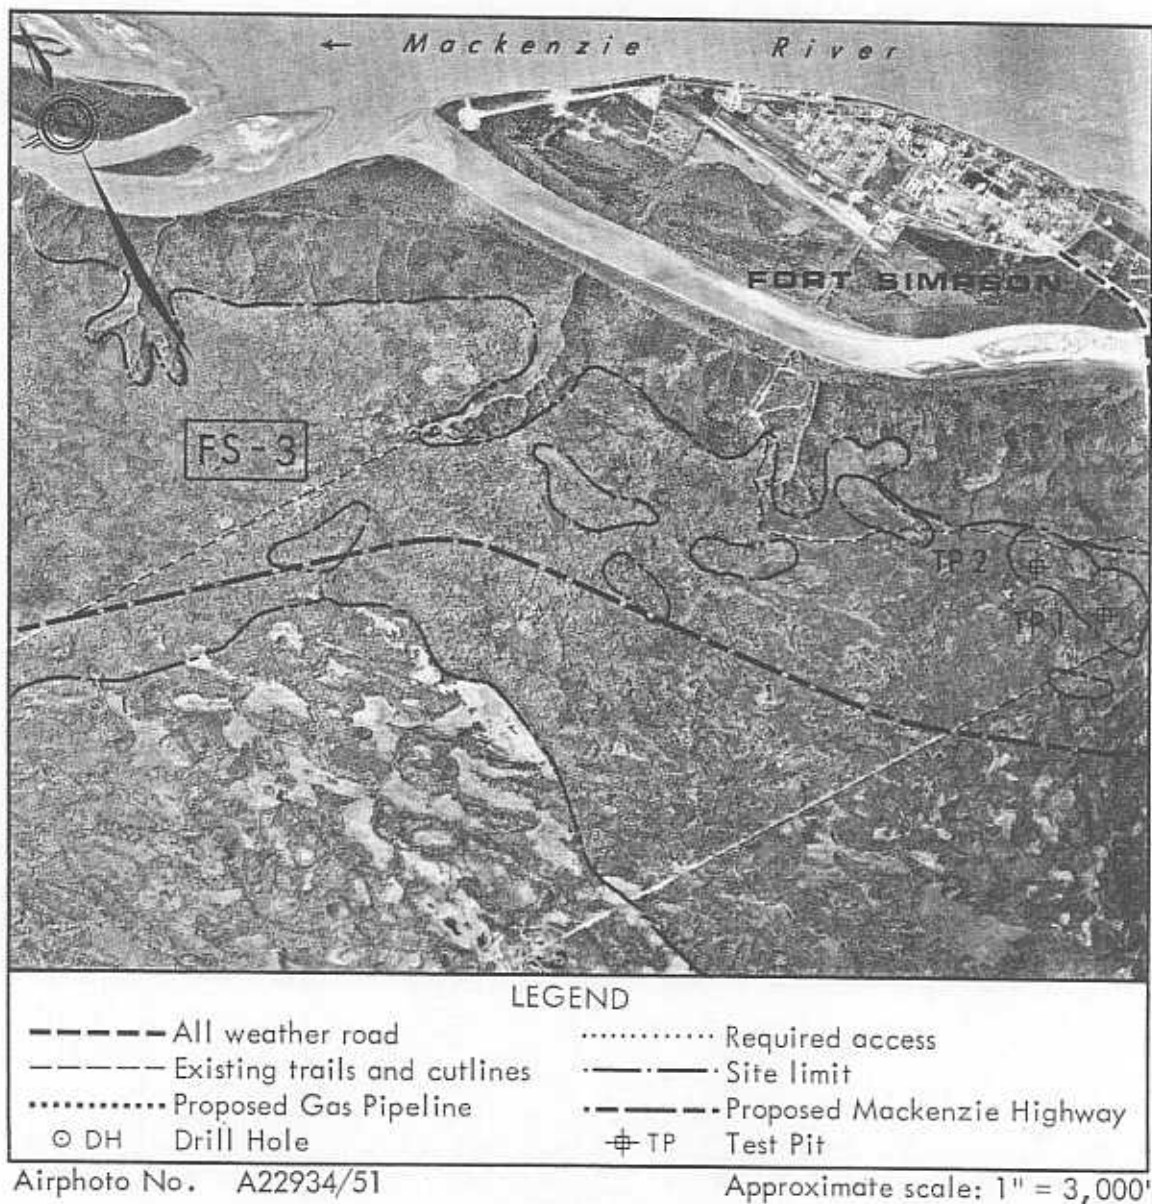 ← Mackenzie River
FORT SIMPSON
FS-3
TP 2
TP 1
LEGEND
All weather road
Existing trails and cutlines
Proposed Gas Pipeline
⊙ DH Drill Hole
Required access
Site limit
Proposed Mackenzie Highway
TP Test Pit
Airphoto No. A22934/51
Approximate scale: 1" = 3,000'